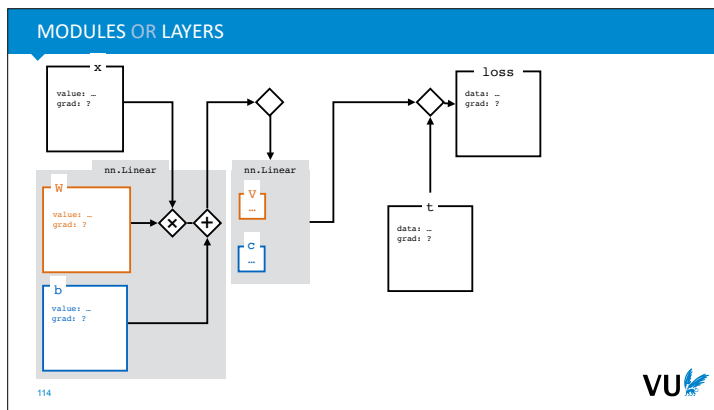 MODULES OR LAYERS
x
value: …
grad: ?
nn.Linear
W
value: …
grad: ?
×
+
b
value: …
grad: ?
nn.Linear
V
…
c
…
loss
data: …
grad: ?
t
data: …
grad: ?
114
VU